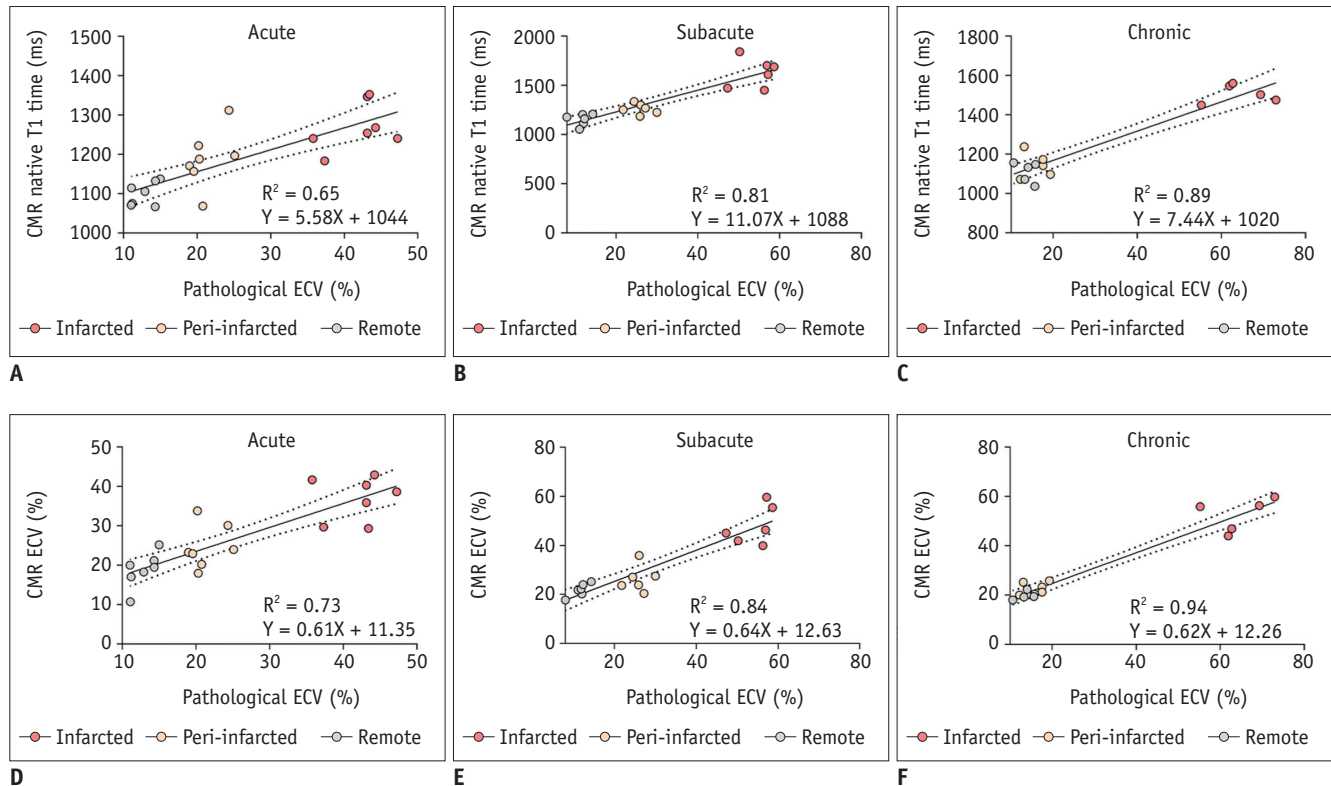 Acute
CMR native T1 time (ms)
1500
1400
1300
1200
1100
1000
10 20 30 40 50
R² = 0.65
Y = 5.58X + 1044
Pathological ECV (%)
Infarcted Peri-infarcted Remote
A
Subacute
CMR native T1 time (ms)
2500
2000
1500
1000
500
0
20 40 60 80
R² = 0.81
Y = 11.07X + 1088
Pathological ECV (%)
Infarcted Peri-infarcted Remote
B
Chronic
CMR native T1 time (ms)
1800
1600
1400
1200
1000
800
20 40 60 80
R² = 0.89
Y = 7.44X + 1020
Pathological ECV (%)
Infarcted Peri-infarcted Remote
C
Acute
CMR ECV (%)
50
40
30
20
10
0
10 20 30 40 50
R² = 0.73
Y = 0.61X + 11.35
Pathological ECV (%)
Infarcted Peri-infarcted Remote
D
Subacute
CMR ECV (%)
80
60
40
20
0
20 40 60 80
R² = 0.84
Y = 0.64X + 12.63
Pathological ECV (%)
Infarcted Peri-infarcted Remote
E
Chronic
CMR ECV (%)
80
60
40
20
0
20 40 60 80
R² = 0.94
Y = 0.62X + 12.26
Pathological ECV (%)
Infarcted Peri-infarcted Remote
F